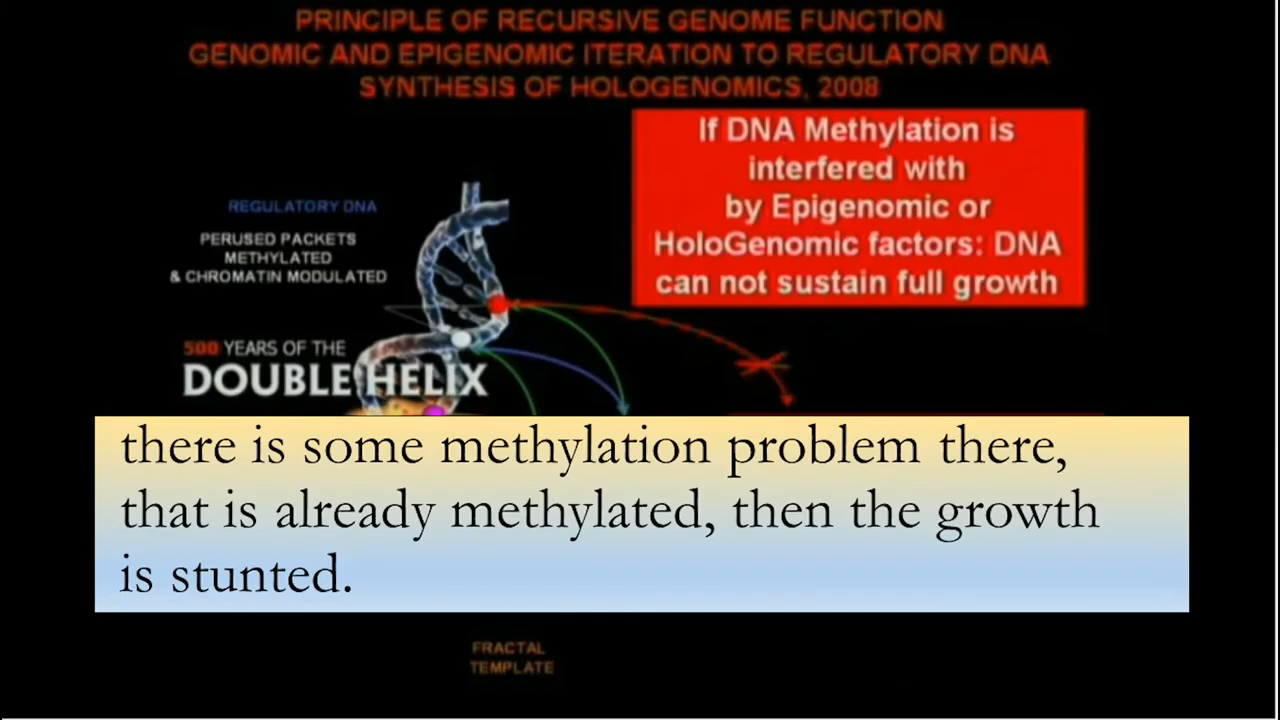 PRINCIPLE OF RECURSIVE GENOME FUNCTION
GENOMIC AND EPIGENOMIC ITERATION TO REGULATORY DNA
SYNTHESIS OF HOLOGENOMICS, 2008
If DNA Methylation is
interfered with
by Epigenomic or
HoloGenomic factors: DNA
can not sustain full growth
REGULATORY DNA
PERUSED PACKETS
METHYLATED
& CHROMATIN MODULATED
500 YEARS OF THE
DOUBLE HELIX
there is some methylation problem there,
that is already methylated, then the growth
is stunted.
FRACTAL
TEMPLATE